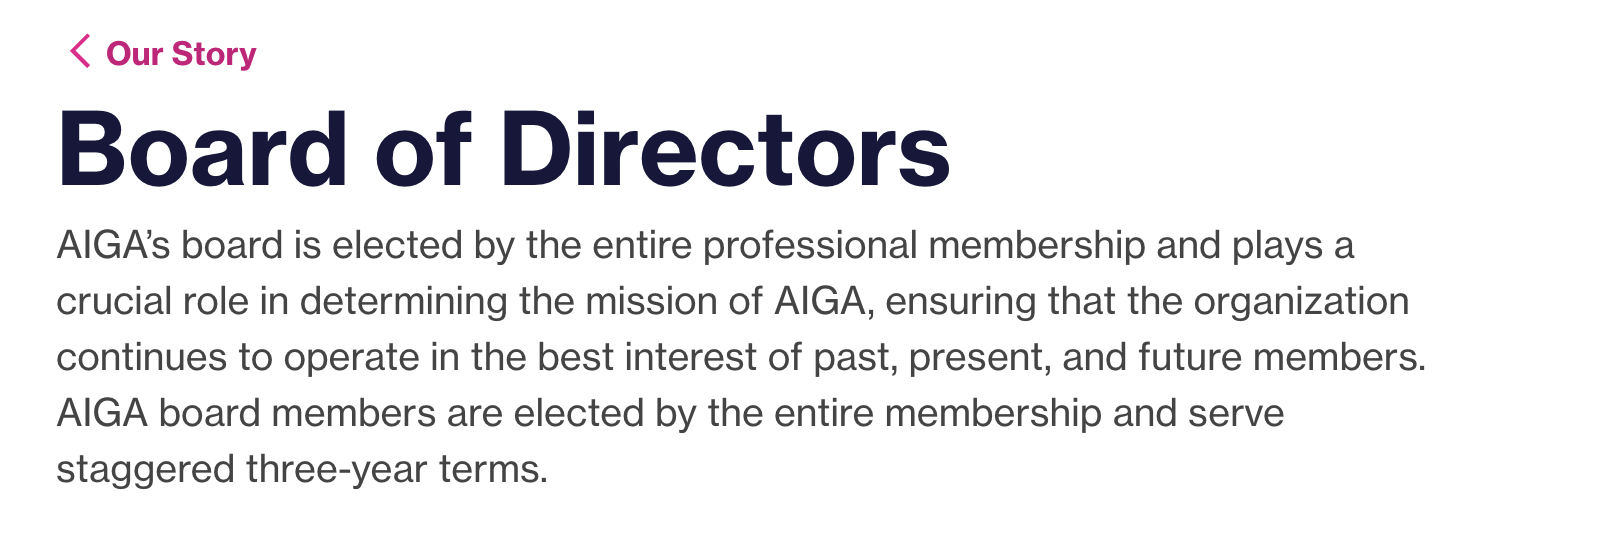 Our Story
Board of Directors
AIGA’s board is elected by the entire professional membership and plays a
crucial role in determining the mission of AIGA, ensuring that the organization
continues to operate in the best interest of past, present, and future members.
AIGA board members are elected by the entire membership and serve
staggered three-year terms.